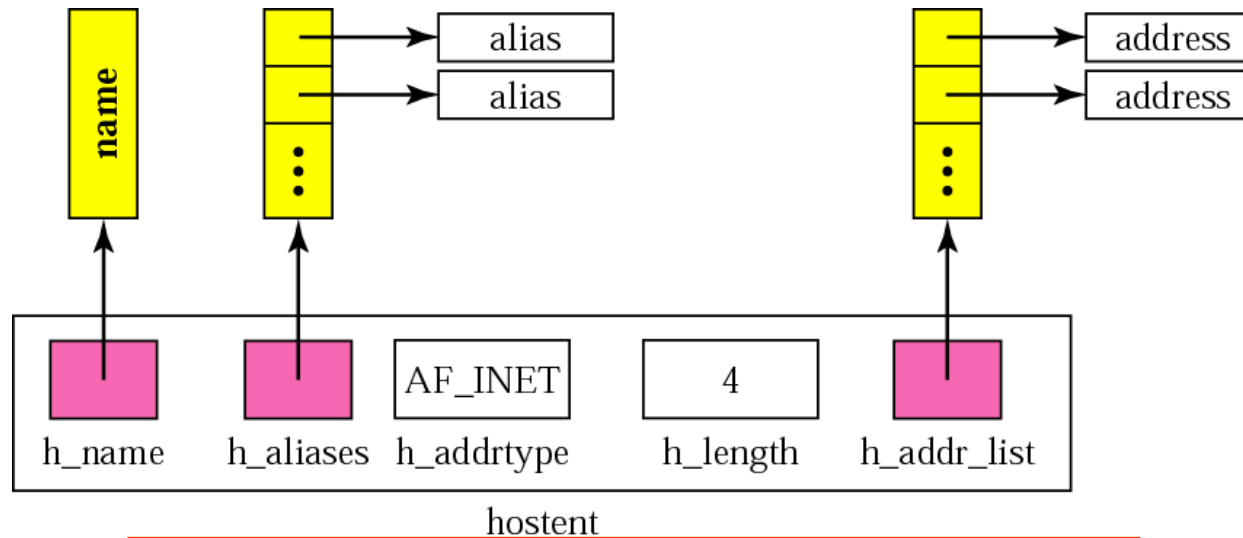 name
alias
alias
address
address
AF_INET
4
h_name
h_aliases
h_addrtype
h_length
h_addr_list
hostent